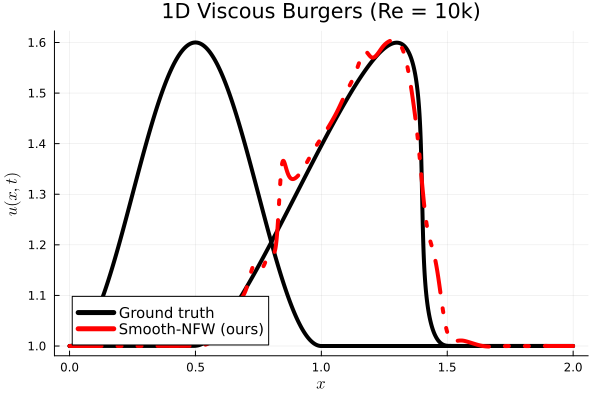 1D Viscous Burgers (Re = 10k)
u(x, t)
1.6
1.5
1.4
1.3
1.2
1.1
1.0
Ground truth
Smooth-NFW (ours)
0.0 0.5 1.0 1.5 2.0
x